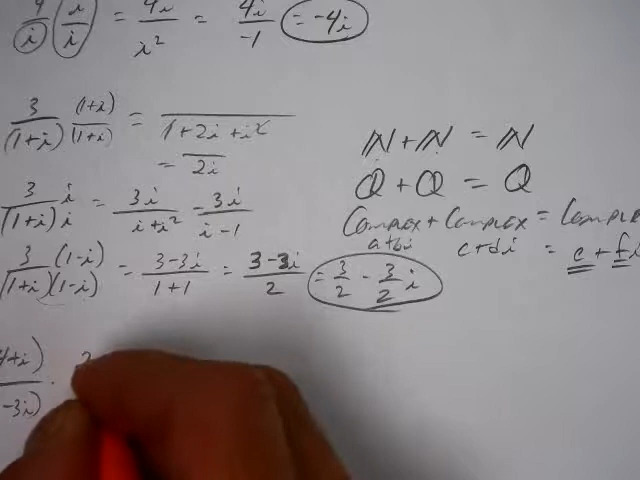 4/i · i/i = 4i/i² = 4i/-1 = -4i
3/(1+i) (1+i)/(1+i) = /1+2i+i²
= /2i
3/(1+i) i/i = 3i/i+i² = 3i/i-1
3/(1+i) (1-i)/(1-i) = 3-3i/1+1 = 3-3i/2 = 3/2 - 3/2 i
4+i)/-3i) ·
N + N = N
Q + Q = Q
Complex + Complex =
a+bi c+di = e + fi